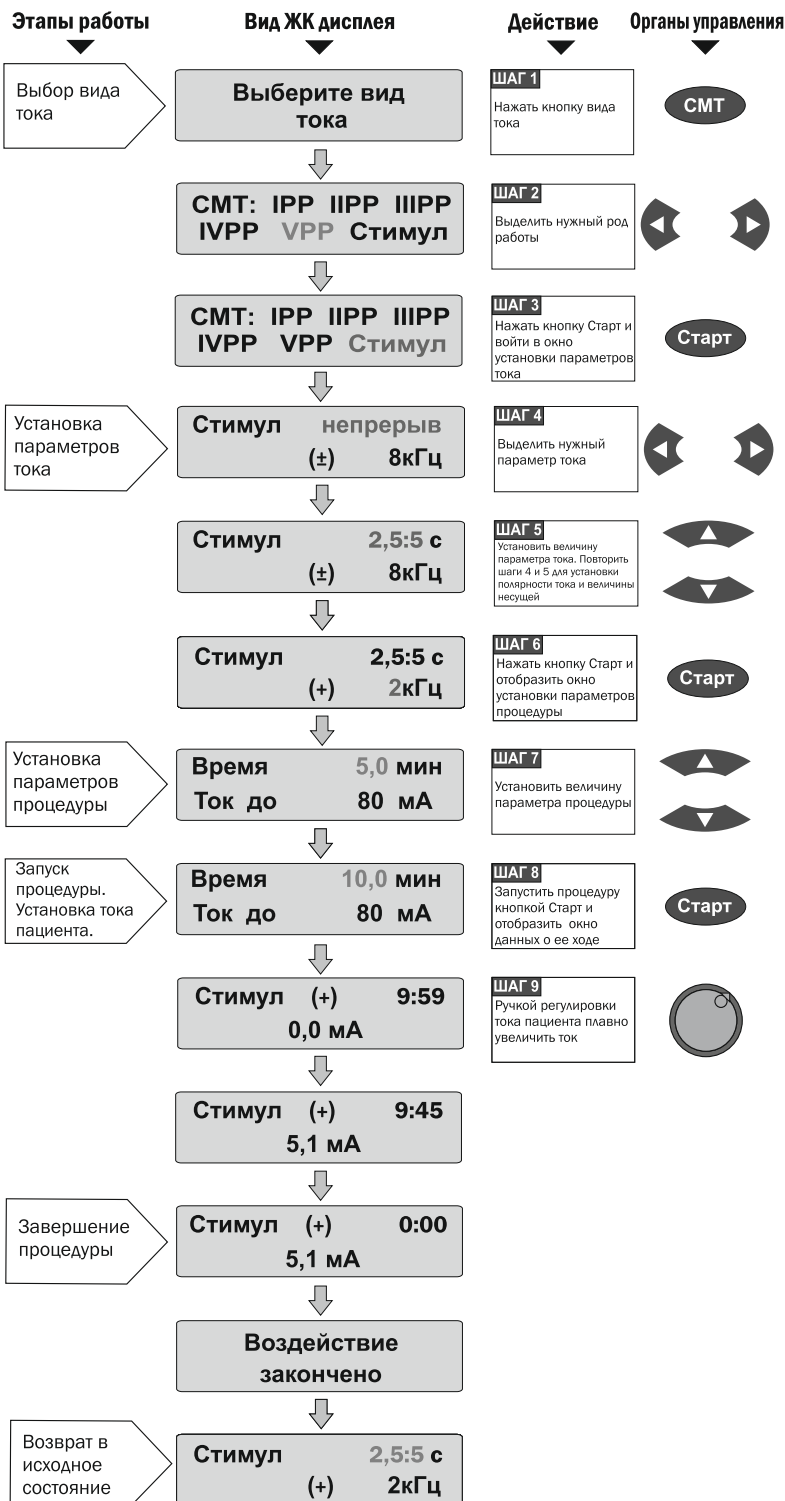 Этапы работы
Вид ЖК дисплея
Действие
Органы управления
Выбор вида
тока
Выберите вид
тока
ШАГ 1
Нажать кнопку вида
тока
СМТ
СМТ: IPP IIPP IIIPP
IVPP VPP Стимул
ШАГ 2
Выделить нужный род
работы
СМТ: IPP IIPP IIIPP
IVPP VPP Стимул
ШАГ 3
Нажать кнопку Старт и
войти в окно
установки параметров
тока
Старт
Установка
параметров
тока
Стимул непрерыв
(±) 8кГц
ШАГ 4
Выделить нужный
параметр тока
Стимул 2,5:5 с
(±) 8кГц
ШАГ 5
Установить величину
параметра тока. Повторить
шаги 4 и 5 для установки
полярности тока и величины
несущей
Стимул 2,5:5 с
(+) 2кГц
ШАГ 6
Нажать кнопку Старт и
отобразить окно
установки параметров
процедуры
Старт
Установка
параметров
процедуры
Время 5,0 мин
Ток до 80 мА
ШАГ 7
Установить величину
параметра процедуры
Запуск
процедуры.
Установка тока
пациента.
Время 10,0 мин
Ток до 80 мА
ШАГ 8
Запустить процедуру
кнопкой Старт и
отобразить окно
данных о ее ходе
Старт
Стимул (+) 9:59
0,0 мА
ШАГ 9
Ручкой регулировки
тока пациента плавно
увеличить ток
Стимул (+) 9:45
5,1 мА
Завершение
процедуры
Стимул (+) 0:00
5,1 мА
Воздействие
закончено
Возврат в
исходное
состояние
Стимул 2,5:5 с
(+) 2кГц